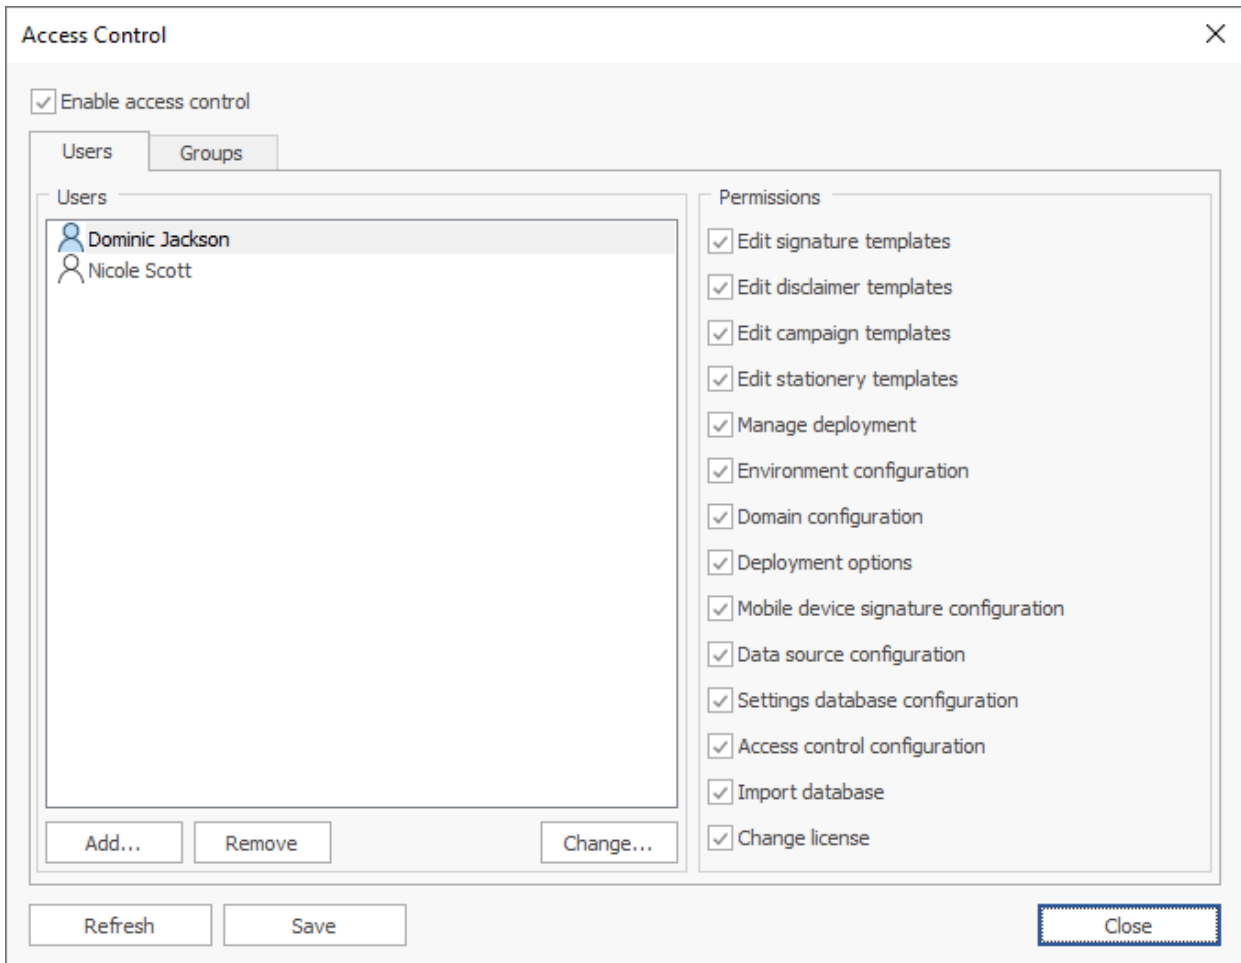 Access Control
Enable access control
Users
Groups
Users
Dominic Jackson
Nicole Scott
Add...
Remove
Change...
Permissions
Edit signature templates
Edit disclaimer templates
Edit campaign templates
Edit stationery templates
Manage deployment
Environment configuration
Domain configuration
Deployment options
Mobile device signature configuration
Data source configuration
Settings database configuration
Access control configuration
Import database
Change license
Refresh
Save
Close